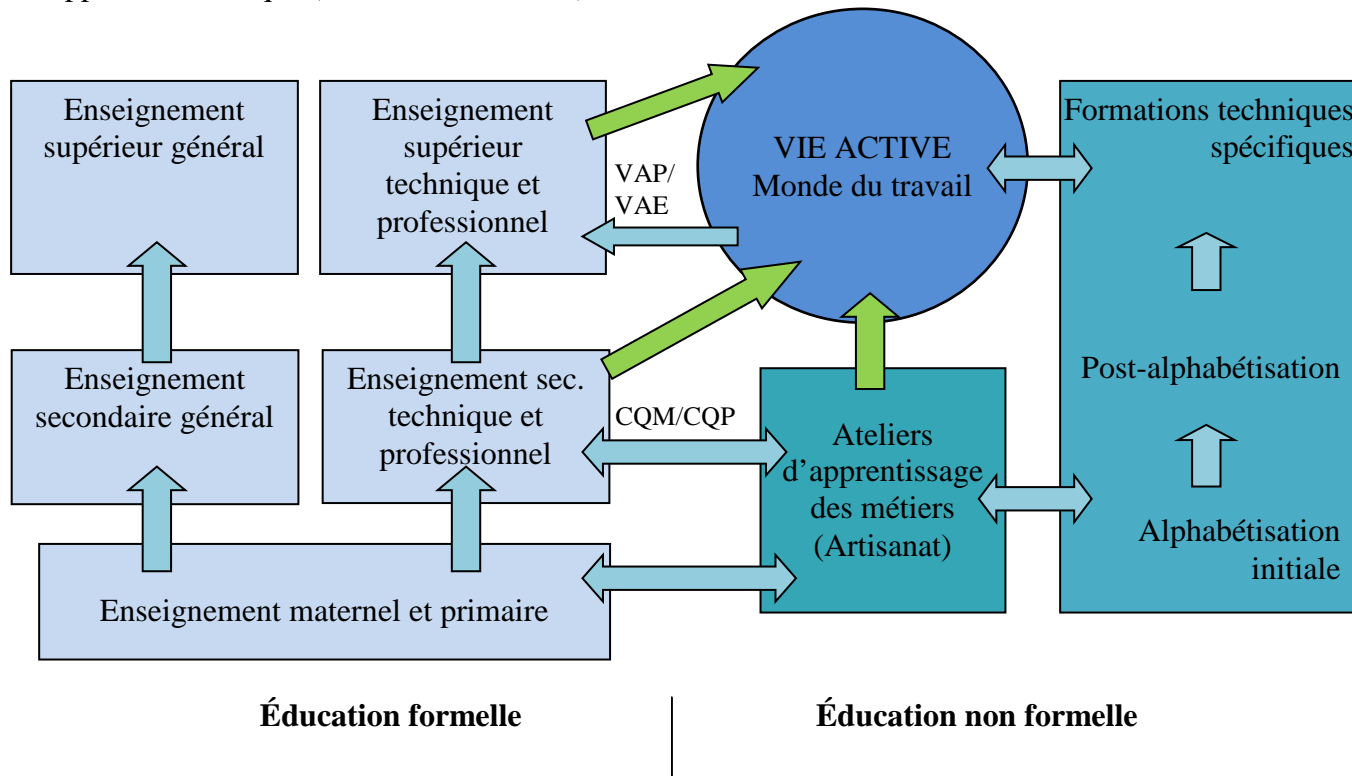 Enseignement
supérieur général
Enseignement
supérieur
technique et
professionnel
VAP/
VAE
VIE ACTIVE
Monde du travail
Formations techniques
spécifiques
Enseignement
secondaire général
Enseignement sec.
technique et
professionnel
CQM/CQP
Ateliers
d’apprentissage
des métiers
(Artisanat)
Post-alphabétisation
Alphabétisation
initiale
Enseignement maternel et primaire
Éducation formelle
Éducation non formelle